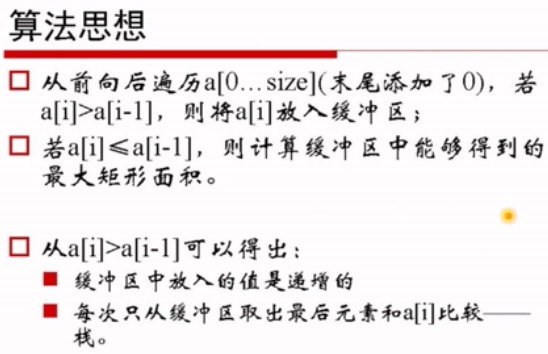 算法思想
从前向后遍历a[0…size](末尾添加了0)，若
a[i]>a[i-1]，则将a[i]放入缓冲区；
若a[i]≤a[i-1]，则计算缓冲区中能够得到的
最大矩形面积。
从a[i]>a[i-1]可以得出：
缓冲区中放入的值是递增的
每次只从缓冲区取出最后元素和a[i]比较——
栈。